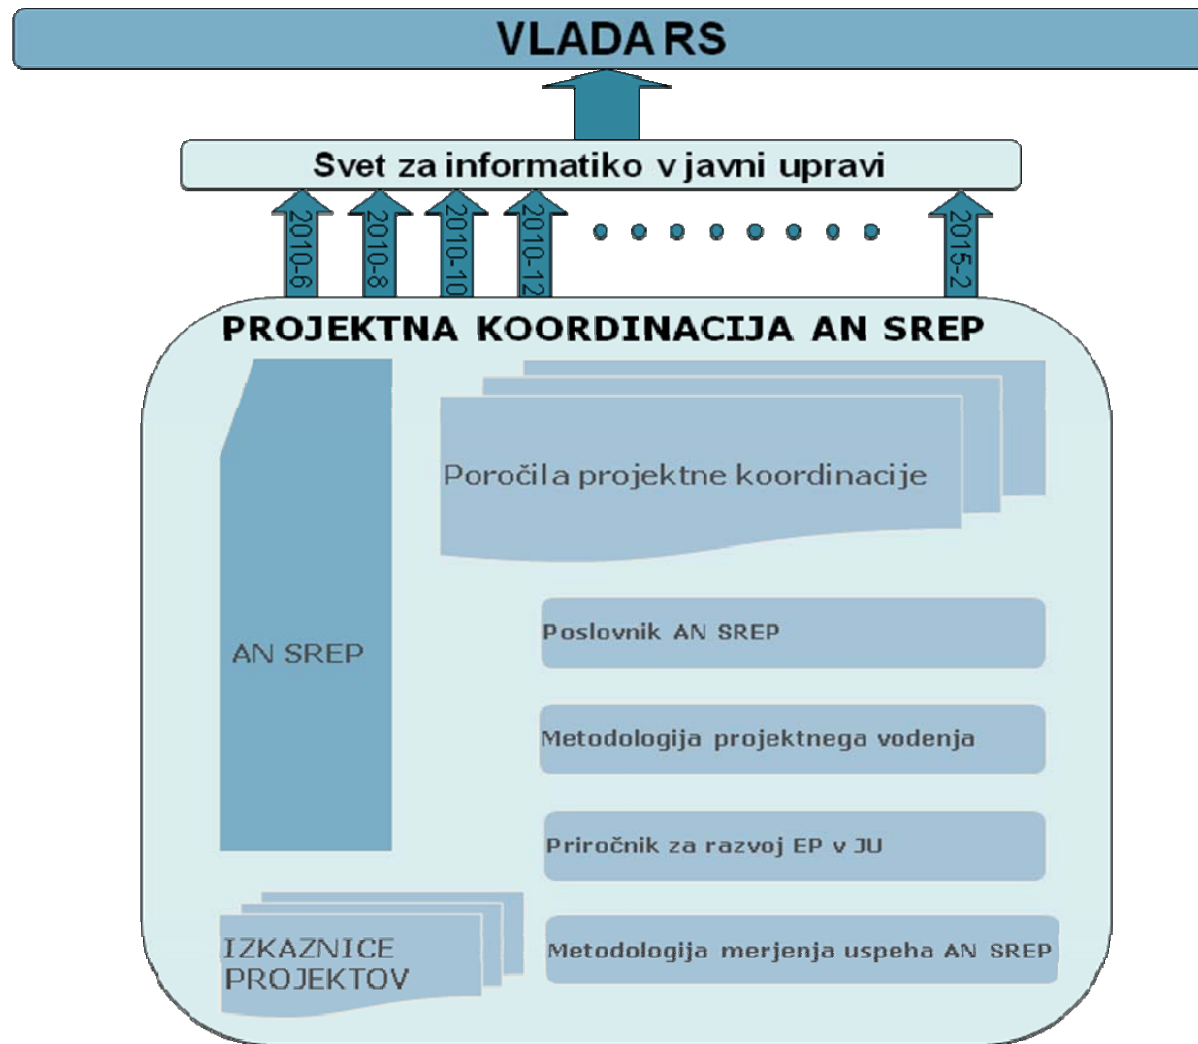 VLADA RS
Svet za informatiko v javni upravi
2010-6
2010-8
2010-10
2010-12
2015-2
PROJEKTNA KOORDINACIJA AN SREP
Poročila projektne koordinacije
AN SREP
Poslovnik AN SREP
Metodologija projektnega vodenja
Priročnik za razvoj EP v JU
IZKAZNICE
PROJEKTOV
Metodologija merjenja uspeha AN SREP